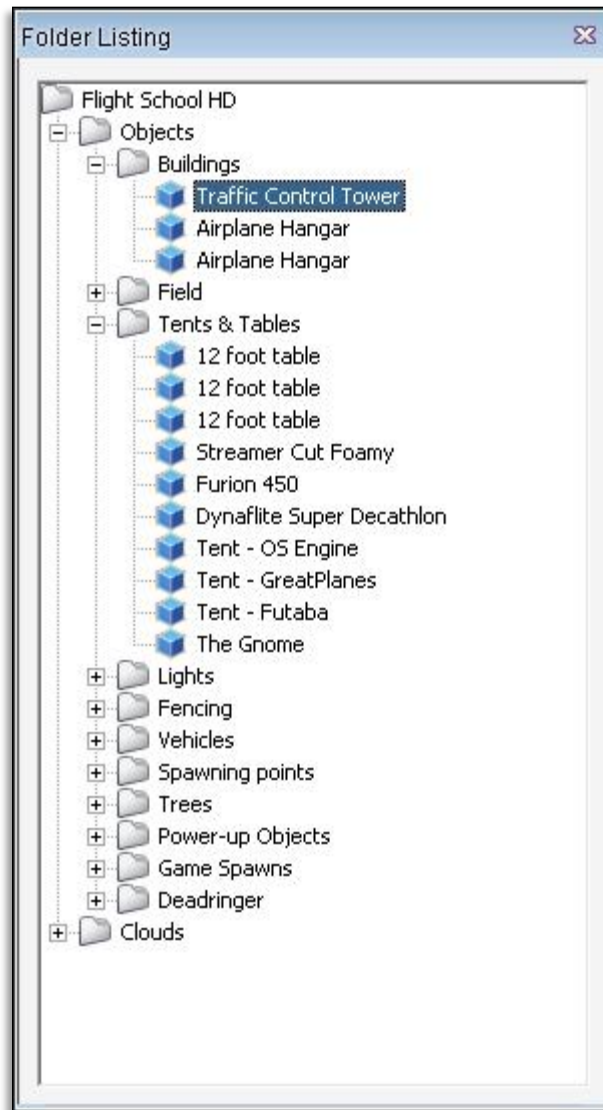 Folder Listing
Flight School HD
Objects
Buildings
Traffic Control Tower
Airplane Hangar
Airplane Hangar
Field
Tents & Tables
12 foot table
12 foot table
12 foot table
Streamer Cut Foamy
Furion 450
Dynaflite Super Decathlon
Tent - OS Engine
Tent - GreatPlanes
Tent - Futaba
The Gnome
Lights
Fencing
Vehicles
Spawning points
Trees
Power-up Objects
Game Spawns
Deadringer
Clouds